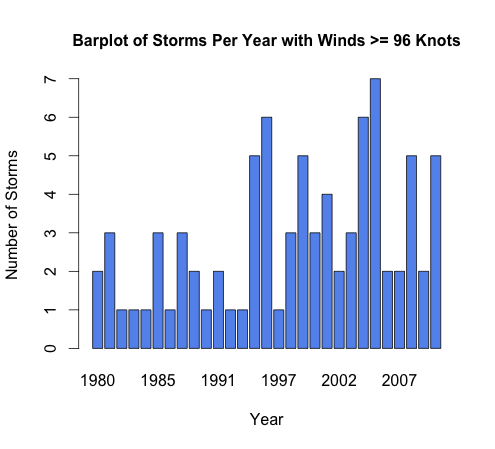 Barplot of Storms Per Year with Winds >= 96 Knots
7
6
5
4
3
2
1
0
Number of Storms
1980 1985 1991 1997 2002 2007
Year